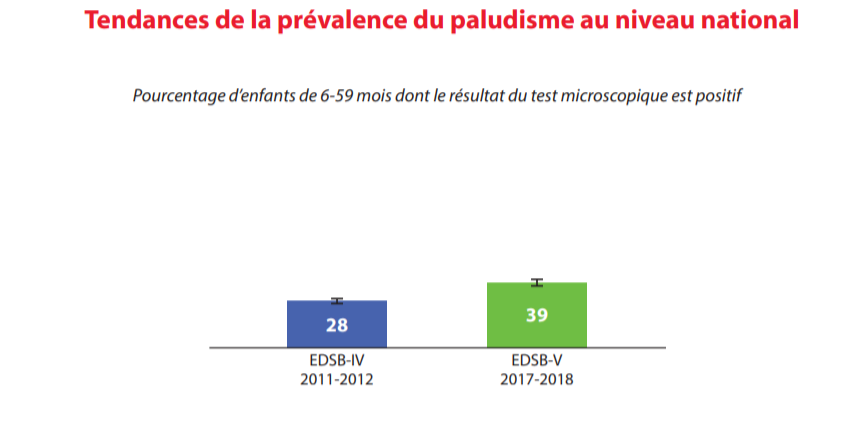 Tendances de la prévalence du paludisme au niveau national
Pourcentage d'enfants de 6-59 mois dont le résultat du test microscopique est positif
28
39
EDSB-IV
2011-2012
EDSB-V
2017-2018